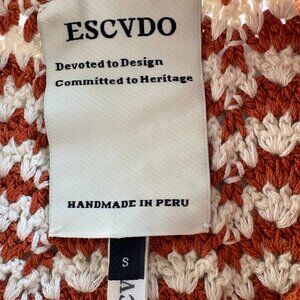 ESCVDO
Devoted to Design
Committed to Heritage
HANDMADE IN PERU
S